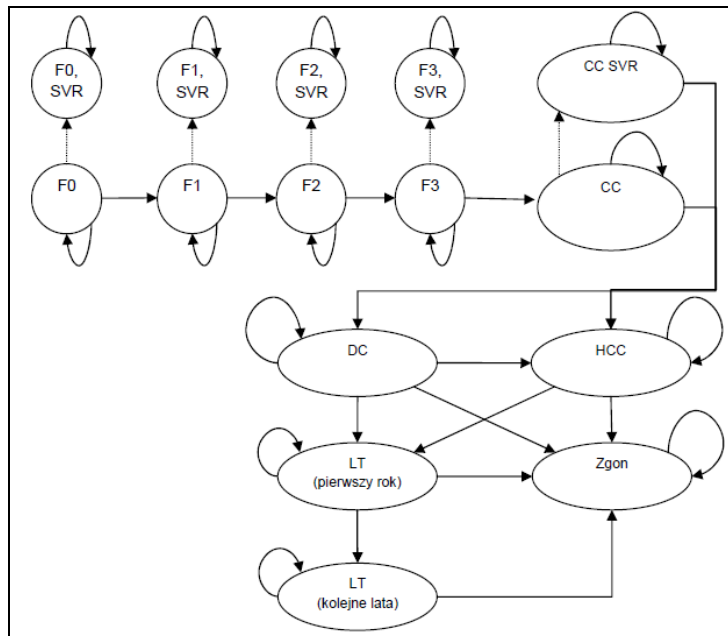 F0,
SVR
F1,
SVR
F2,
SVR
F3,
SVR
CC SVR
F0
F1
F2
F3
CC
DC
HCC
LT
(pierwszy rok)
Zgon
LT
(kolejne lata)